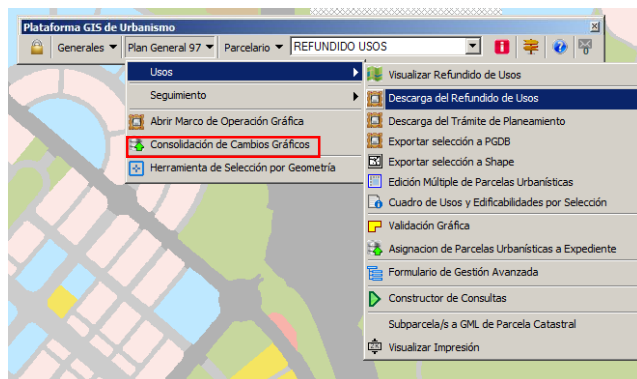 Plataforma GIS de Urbanismo
Generales Plan General 97 Parcelario REFUNDIDO USOS
Usos
Seguimiento
Abrir Marco de Operación Gráfica
Consolidación de Cambios Gráficos
Herramienta de Selección por Geometría
Visualizar Refundido de Usos
Descarga del Refundido de Usos
Descarga del Trámite de Planeamiento
Exportar selección a PGDB
Exportar selección a Shape
Edición Múltiple de Parcelas Urbanísticas
Cuadro de Usos y Edificabilidades por Selección
Validación Gráfica
Asignacion de Parcelas Urbanísticas a Expediente
Formulario de Gestión Avanzada
Constructor de Consultas
Subparcela/s a GML de Parcela Catastral
Visualizar Impresión